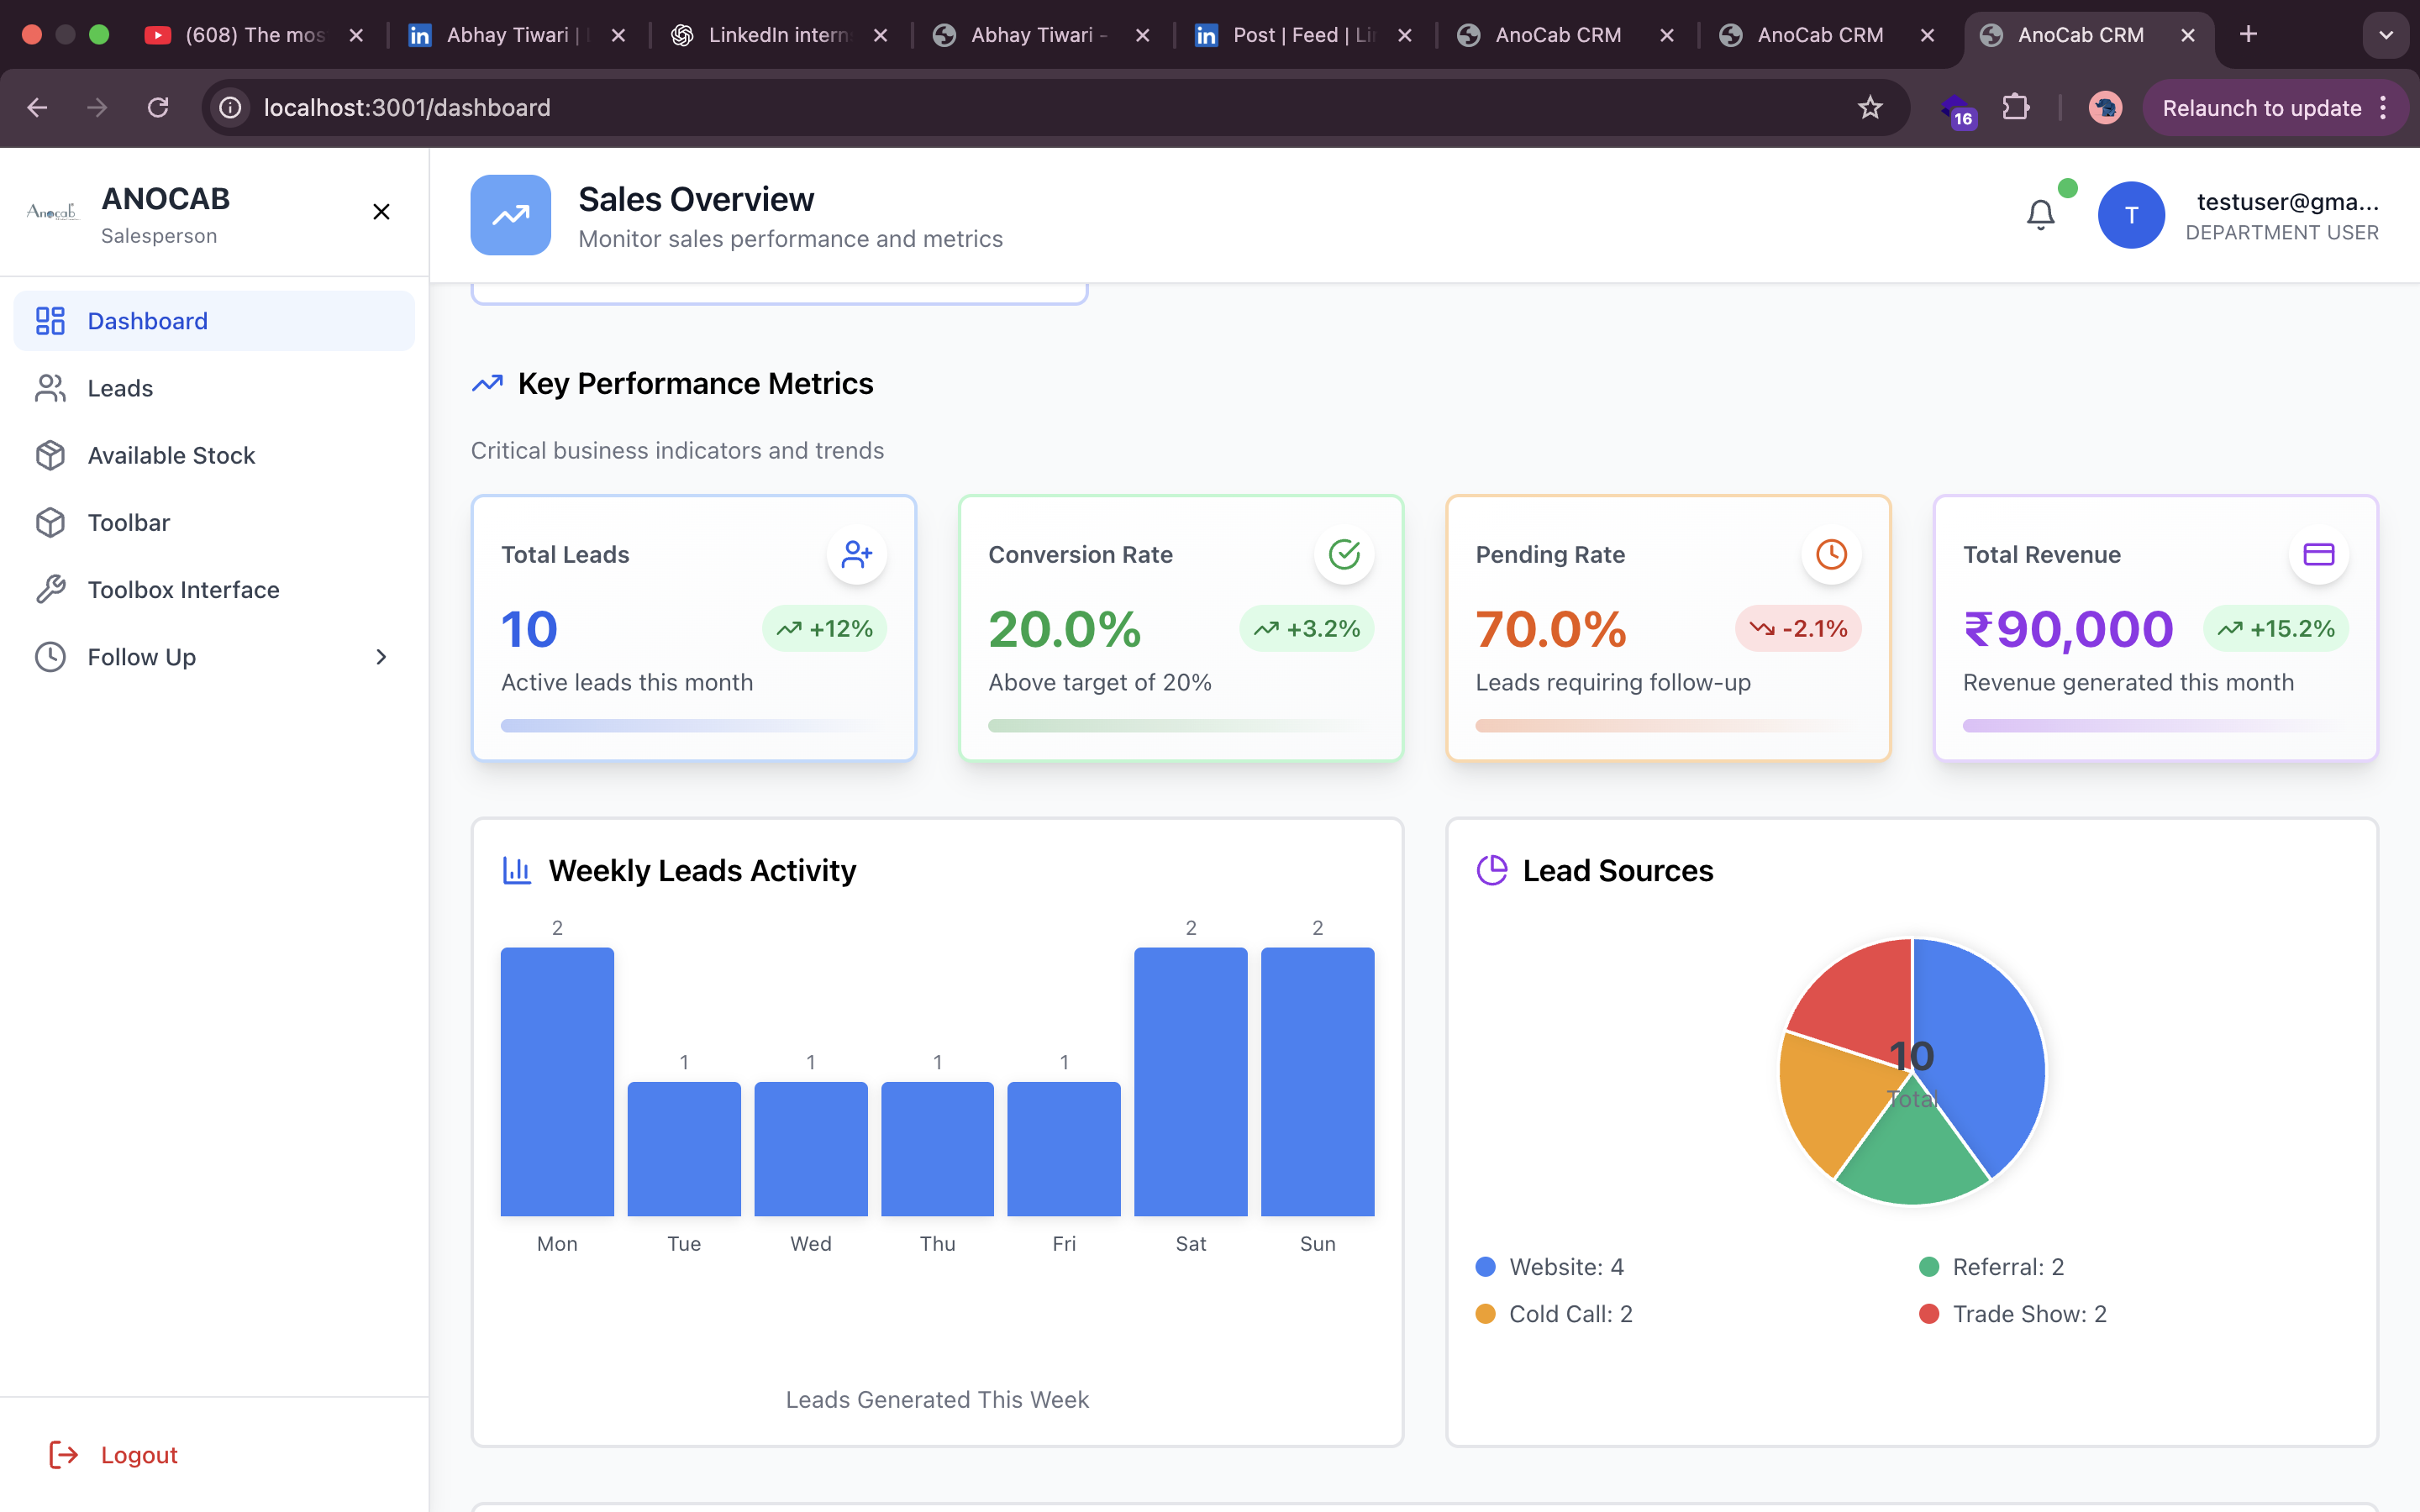 (608) The mos
Abhay Tiwari |
LinkedIn intern
Abhay Tiwari -
Post | Feed | Li
AnoCab CRM
AnoCab CRM
AnoCab CRM
localhost:3001/dashboard
16
Relaunch to update
Anocab
ANOCAB
Salesperson
Sales Overview
Monitor sales performance and metrics
T
testuser@gma...
DEPARTMENT USER
Dashboard
Leads
Available Stock
Toolbar
Toolbox Interface
Follow Up
Logout
Key Performance Metrics
Critical business indicators and trends
Total Leads
10
+12%
Active leads this month
Conversion Rate
20.0%
+3.2%
Above target of 20%
Pending Rate
70.0%
-2.1%
Leads requiring follow-up
Total Revenue
₹90,000
+15.2%
Revenue generated this month
Weekly Leads Activity
2
1
1
1
1
2
2
Mon
Tue
Wed
Thu
Fri
Sat
Sun
Leads Generated This Week
Lead Sources
10
Total
Website: 4
Referral: 2
Cold Call: 2
Trade Show: 2